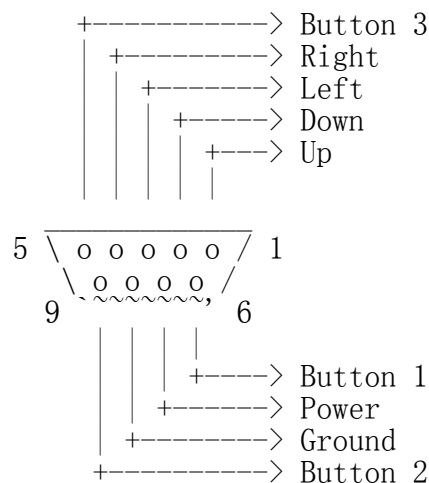 Button 3
Right
Left
Down
Up
5 o o o o o 1
o o o o
9 6
Button 1
Power
Ground
Button 2